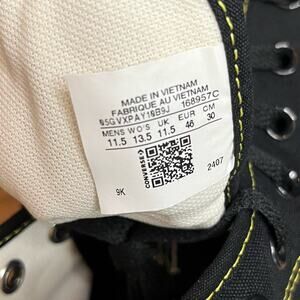 MADE IN VIETNAM
FABRIQUE AU VIETNAM
05GVXPAY19B9J 168957C
MENS WO'S UK EUR CM
11.5 13.5 11.5 46 30
CONVERSE
9K
2407